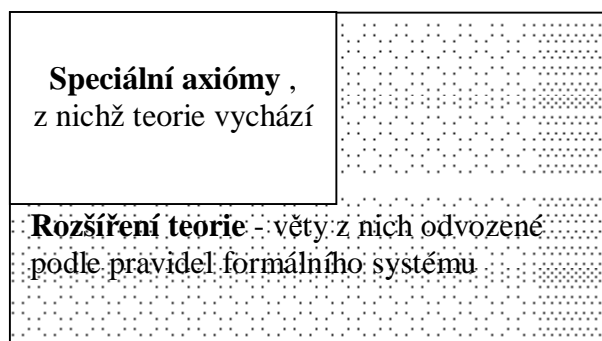 Speciální axiómy ,
z nichž teorie vychází
Rozšíření teorie - věty z nich odvozené
podle pravidel formálního systému